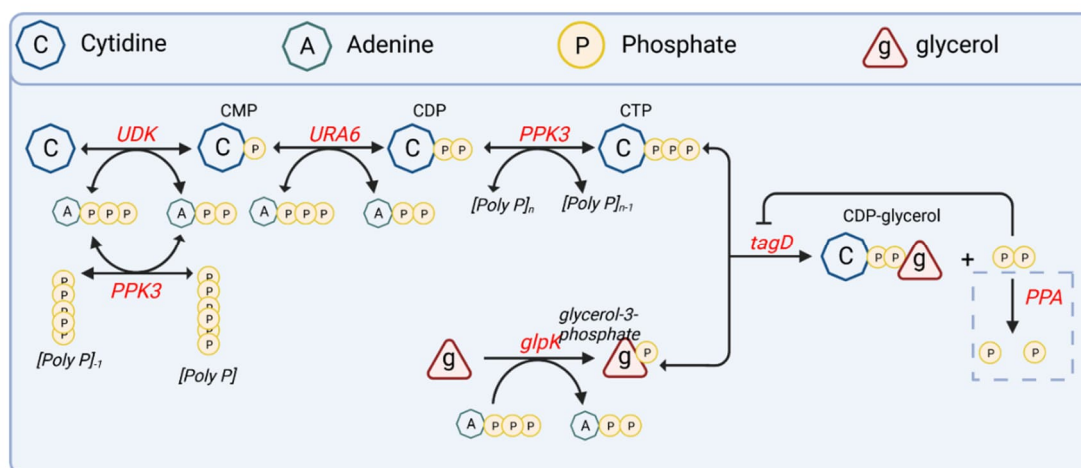 C Cytidine A Adenine P Phosphate g glycerol
CMP CDP CTP
UDK URA6 PPK3
C C P C P P C P P P
A P P P A P P A P P P A P P [Poly P]n [Poly P]n-1
CDP-glycerol
tagD C P P g + P P
PPK3
P P P P P
P P P P P P
[Poly P]-1 [Poly P]
PPA
P P
glycerol-3-
phosphate
glpK
g g P
A P P P A P P